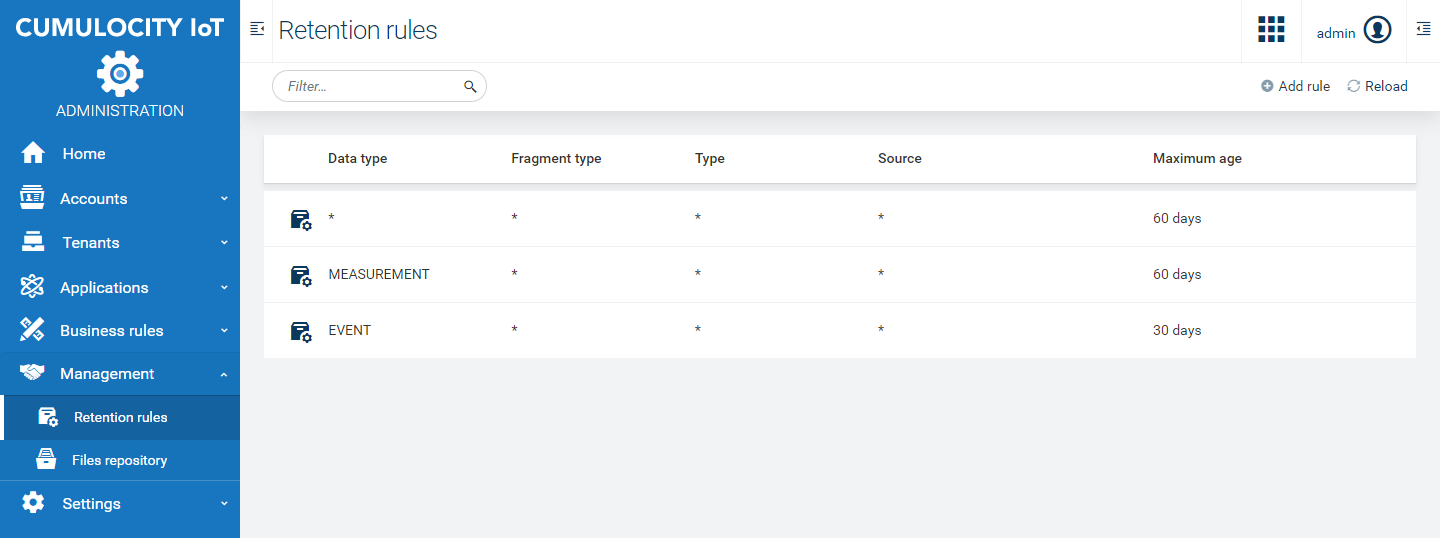 CUMULOCITY IoT
ADMINISTRATION
Home
Accounts
Tenants
Applications
Business rules
Management
Retention rules
Files repository
Settings
Retention rules
admin
Filter...
Add rule Reload
Data type Fragment type Type Source Maximum age
* * * * 60 days
MEASUREMENT * * * 60 days
EVENT * * * 30 days